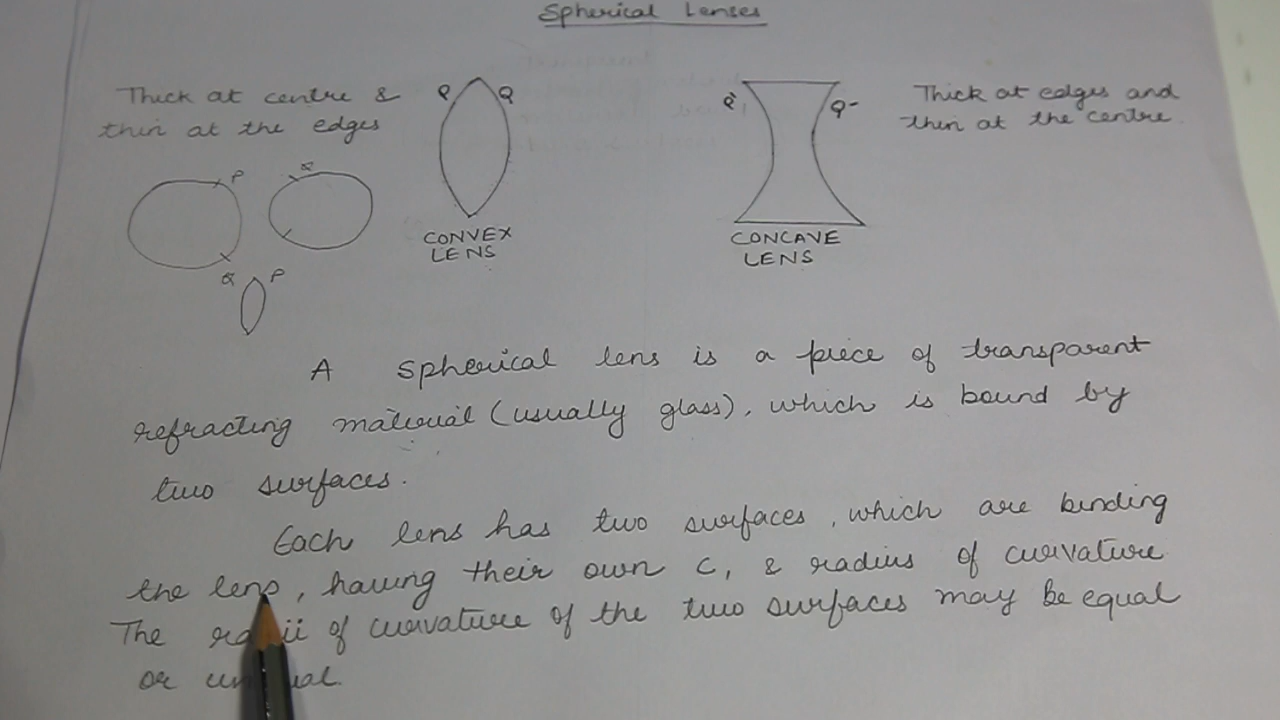 Spherical Lenses
Thick at centre &
thin at the edges
P Q
CONVEX
LENS
P Q
Q P
P' Q'
CONCAVE
LENS
Thick at edges and
thin at the centre
A spherical lens is a piece of transparent
refracting material (usually glass), which is bound by
two surfaces.
Each lens has two surfaces, which are binding
the lens, having their own C, & radius of curvature
The radii of curvature of the two surfaces may be equal
or